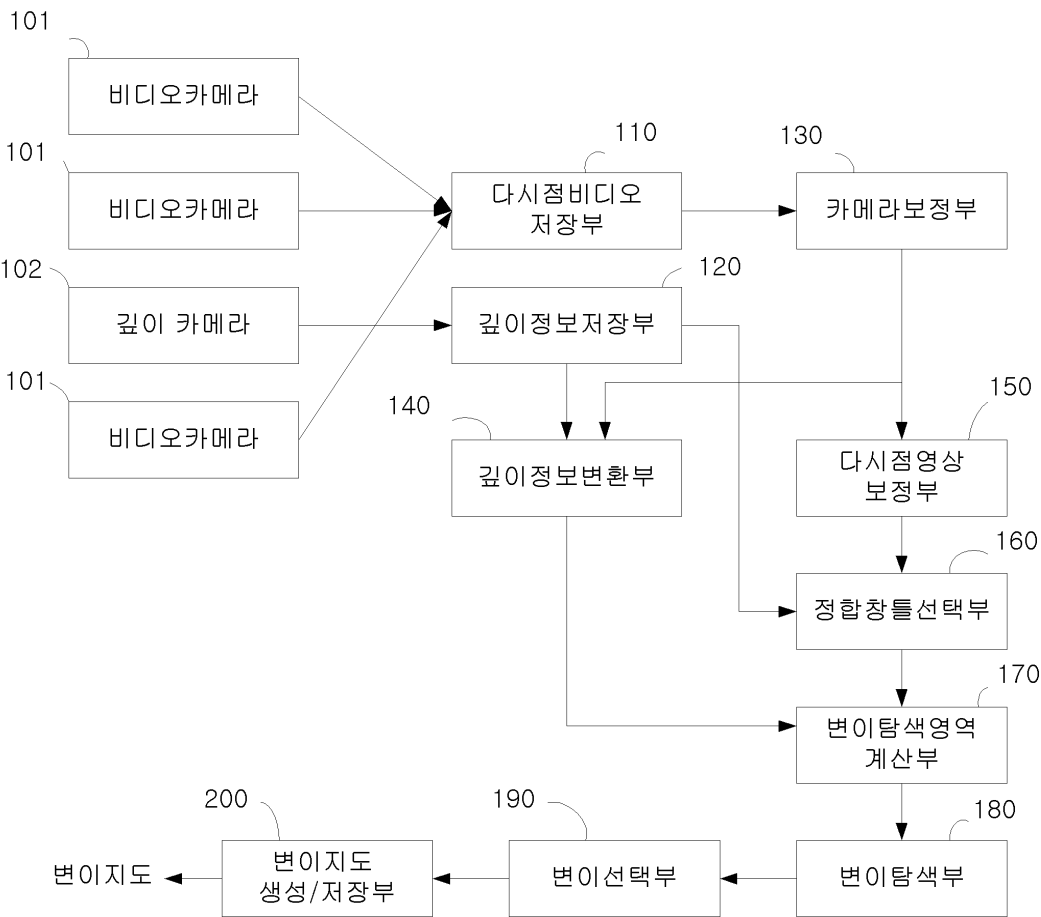 101
비디오카메라
101
비디오카메라
102
깊이 카메라
101
비디오카메라
110
다시점비디오
저장부
130
카메라보정부
120
깊이정보저장부
140
깊이정보변환부
150
다시점영상
보정부
160
정합창틀선택부
170
변이탐색영역
계산부
180
변이탐색부
190
변이선택부
200
변이지도
생성/저장부
변이지도